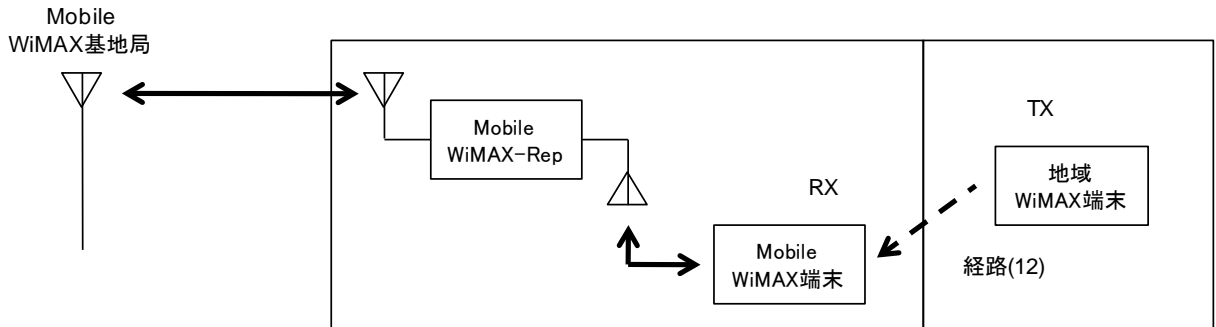 Mobile
WiMAX基地局
Mobile
WiMAX-Rep
RX
Mobile
WiMAX端末
TX
地域
WiMAX端末
経路(12)